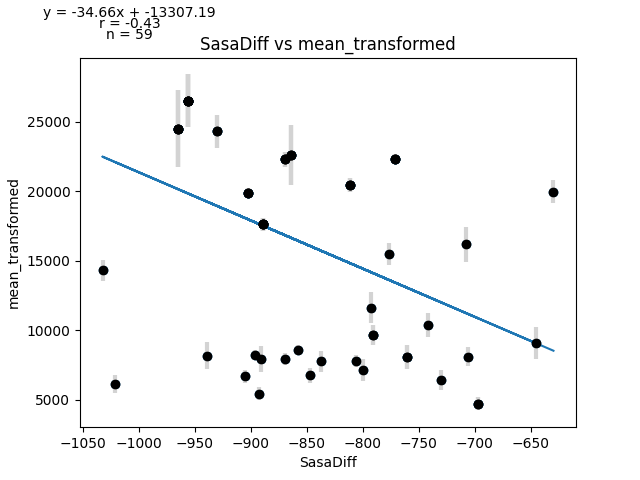 y = -34.66x + -13307.19
r = -0.43
n = 59
SasaDiff vs mean_transformed
mean_transformed
25000
20000
15000
10000
5000
−1050 −1000 −950 −900 −850 −800 −750 −700 −650
SasaDiff